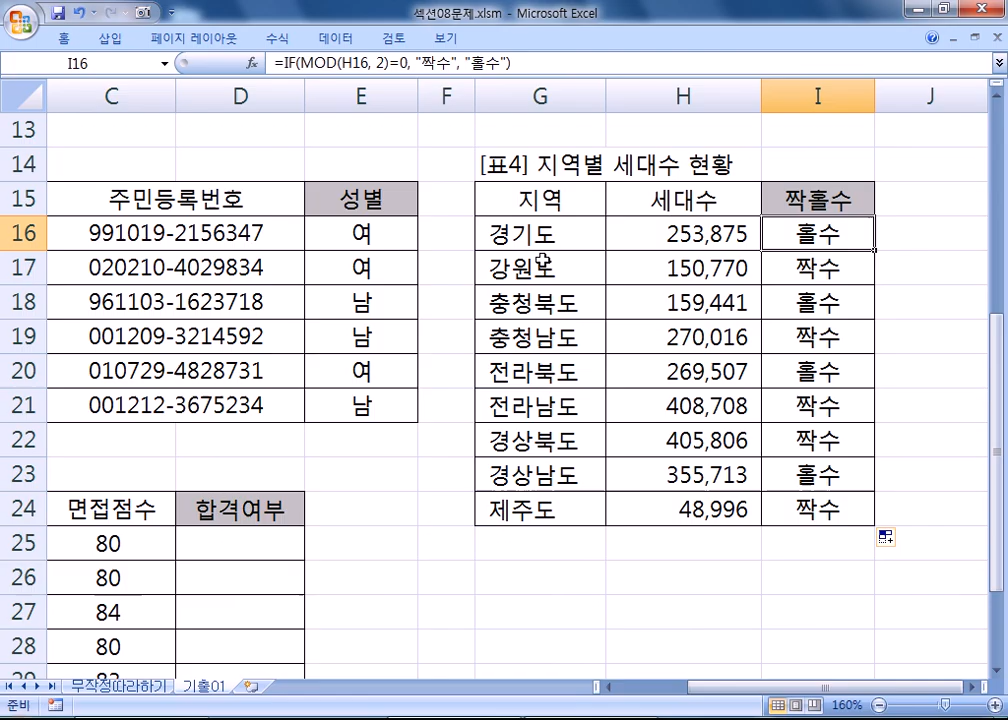 섹션08문제.xlsm - Microsoft Excel
홈 삽입 페이지 레이아웃 수식 데이터 검토 보기
I16 fx =IF(MOD(H16, 2)=0, "짝수", "홀수")
C D E F G H I J
13
14 [표4] 지역별 세대수 현황
15 주민등록번호 성별 지역 세대수 짝홀수
16 991019-2156347 여 경기도 253,875 홀수
17 020210-4029834 여 강원도 150,770 짝수
18 961103-1623718 남 충청북도 159,441 홀수
19 001209-3214592 남 충청남도 270,016 짝수
20 010729-4828731 여 전라북도 269,507 홀수
21 001212-3675234 남 전라남도 408,708 짝수
22 경상북도 405,806 짝수
23 경상남도 355,713 홀수
24 면접점수 합격여부 제주도 48,996 짝수
25 80
26 80
27 84
28 80
무작정따라하기 기출01
준비 160%